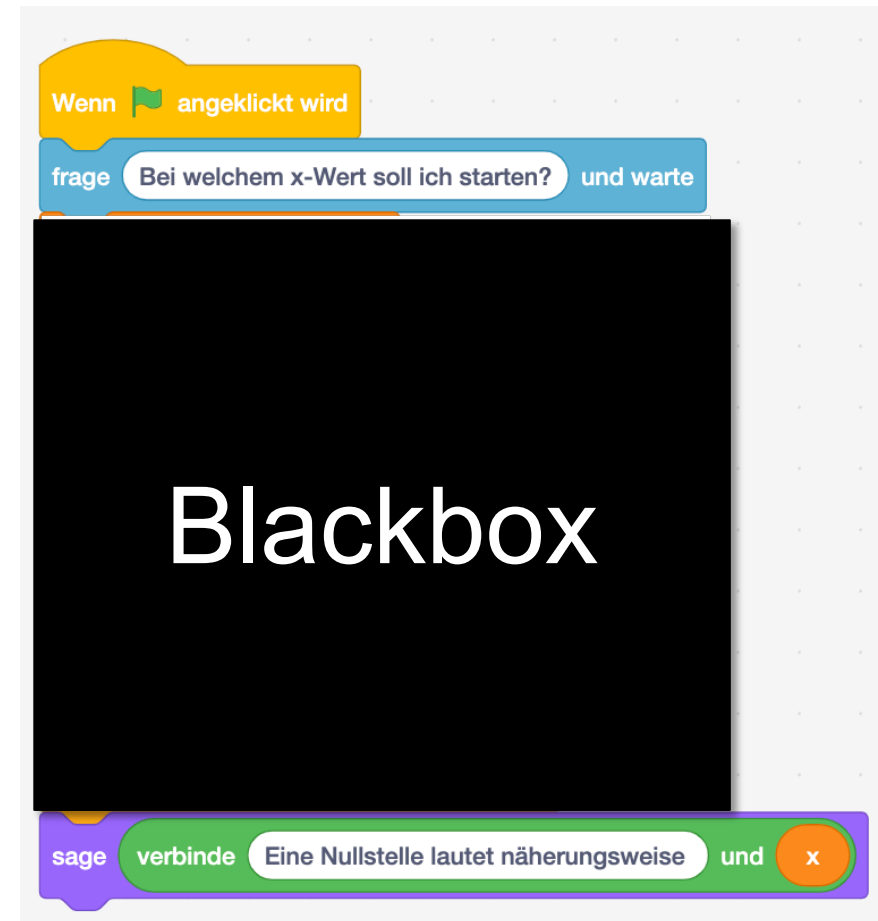 Wenn angeklickt wird
frage Bei welchem x-Wert soll ich starten? und warte
Blackbox
sage verbinde Eine Nullstelle lautet näherungsweise und x